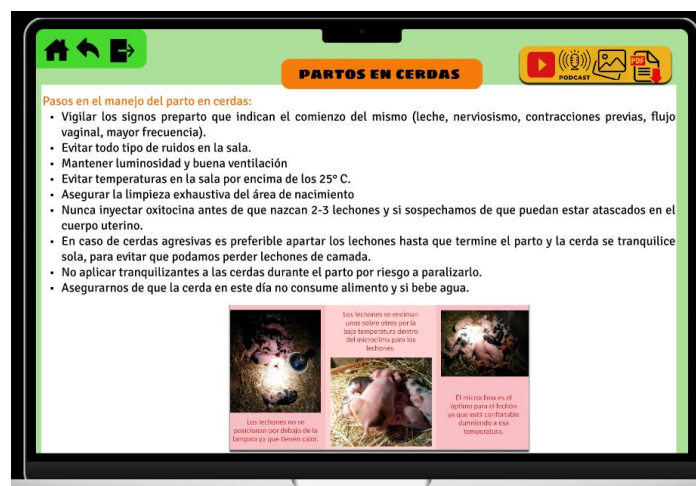 PARTOS EN CERDAS
PODCAST
PDF
Pasos en el manejo del parto en cerdas:
• Vigilar los signos preparto que indican el comienzo del mismo (leche, nerviosismo, contracciones previas, flujo
vaginal, mayor frecuencia).
• Evitar todo tipo de ruidos en la sala.
• Mantener luminosidad y buena ventilación
• Evitar temperaturas en la sala por encima de los 25° C.
• Asegurar la limpieza exhaustiva del área de nacimiento
• Nunca inyectar oxitocina antes de que nazcan 2-3 lechones y si sospechamos de que puedan estar atascados en el
cuerpo uterino.
• En caso de cerdas agresivas es preferible apartar los lechones hasta que termine el parto y la cerda se tranquilice
sola, para evitar que podamos perder lechones de camada.
• No aplicar tranquilizantes a las cerdas durante el parto por riesgo a paralizarlo.
• Asegurarnos de que la cerda en este día no consume alimento y si bebe agua.
Los lechones no se
posicionan por debajo de la
lampara ya que tienen calor.
Los lechones se enciman
unos sobre otros por la
baja temperatura dentro
del microclima para los
lechones.
El microclima es el
óptimo para el lechón
ya que está confortable
durmiendo a esa
temperatura.